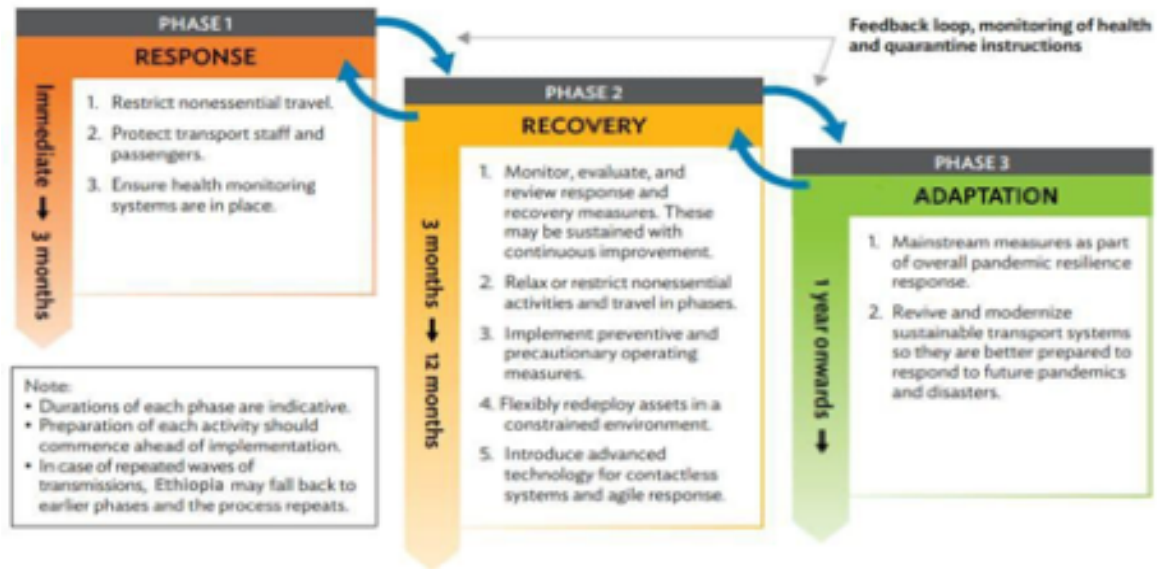 PHASE 1
RESPONSE
Immediate → 3 months
1. Restrict nonessential travel.
2. Protect transport staff and
passengers.
3. Ensure health monitoring
systems are in place.
Feedback loop, monitoring of health
and quarantine instructions
PHASE 2
RECOVERY
3 months → 12 months
1. Monitor, evaluate, and
review response and
recovery measures. These
may be sustained with
continuous improvement.
2. Relax or restrict nonessential
activities and travel in phases.
3. Implement preventive and
precautionary operating
measures.
4. Flexibly redeploy assets in a
constrained environment.
5. Introduce advanced
technology for contactless
systems and agile response.
PHASE 3
ADAPTATION
1 year onwards →
1. Mainstream measures as part
of overall pandemic resilience
response.
2. Revive and modernize
sustainable transport systems
so they are better prepared to
respond to future pandemics
and disasters.
Note:
• Durations of each phase are indicative.
• Preparation of each activity should
commence ahead of implementation.
• In case of repeated waves of
transmissions, Ethiopia may fall back to
earlier phases and the process repeats.